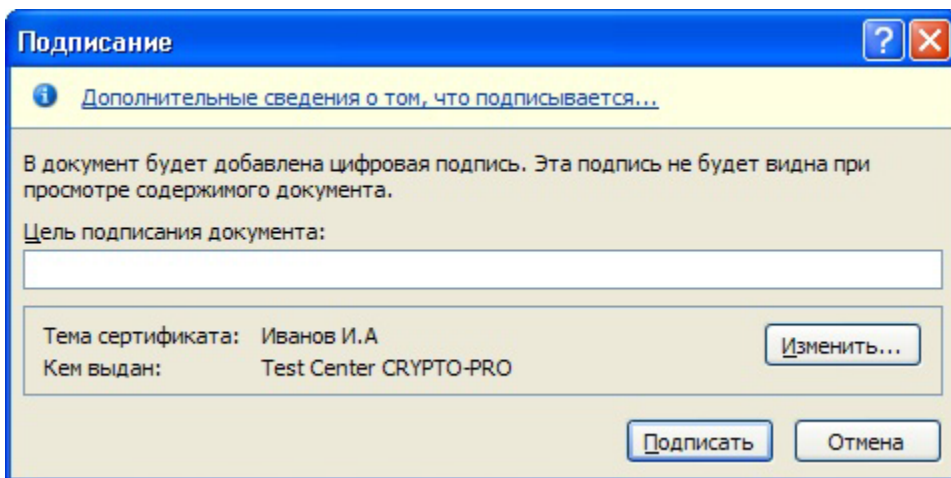 Подписание
Дополнительные сведения о том, что подписывается...
В документ будет добавлена цифровая подпись. Эта подпись не будет видна при
просмотре содержимого документа.
Цель подписания документа:
Тема сертификата: Иванов И.А
Изменить...
Кем выдан: Test Center CRYPTO-PRO
Подписать Отмена